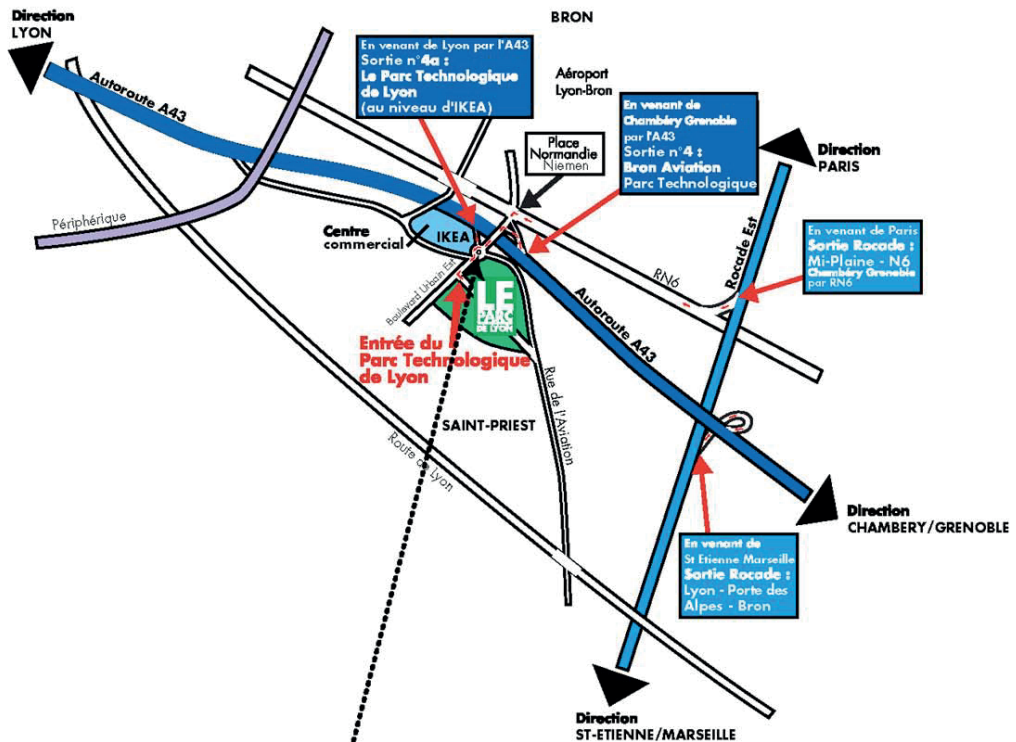 Direction
LYON
BRON
En venant de Lyon par l'A43
Sortie n°4a :
Le Parc Technologique
de Lyon
(au niveau d'IKEA)
Aéroport
Lyon-Bron
En venant de
Chambéry Grenoble
par l'A43
Sortie n°4 :
Bron Aviation
Parc Technologique
Place
Normandie
Niemen
Direction
PARIS
Autoroute A43
Périphérique
Centre
commercial
IKEA
Boulevard Urbain Est
LE
PARC
DE LYON
Entrée du
Parc Technologique
de Lyon
RN6
Rocade Est
En venant de Paris
Sortie Rocade :
Mi-Plaine - N6
Chambéry Grenoble
par RN6
Autoroute A43
Rue de l'Aviation
SAINT-PRIEST
Route de Lyon
Direction
CHAMBERY/GRENOBLE
En venant de
St Etienne Marseille
Sortie Rocade :
Lyon - Porte des
Alpes - Bron
Direction
ST-ETIENNE/MARSEILLE